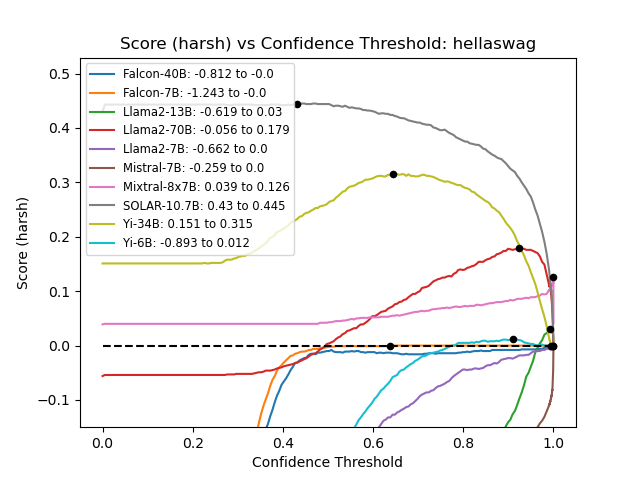 Score (harsh) vs Confidence Threshold: hellaswag
Score (harsh)
0.5
0.4
0.3
0.2
0.1
0.0
−0.1
Falcon-40B: -0.812 to -0.0
Falcon-7B: -1.243 to -0.0
Llama2-13B: -0.619 to 0.03
Llama2-70B: -0.056 to 0.179
Llama2-7B: -0.662 to 0.0
Mistral-7B: -0.259 to 0.0
Mixtral-8x7B: 0.039 to 0.126
SOLAR-10.7B: 0.43 to 0.445
Yi-34B: 0.151 to 0.315
Yi-6B: -0.893 to 0.012
0.0 0.2 0.4 0.6 0.8 1.0
Confidence Threshold